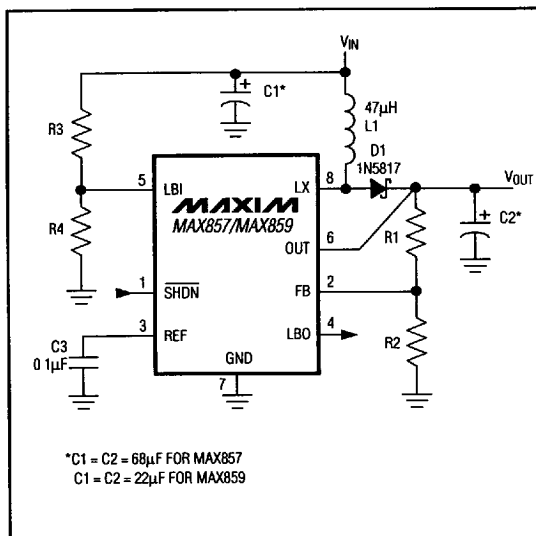 VIN
+
C1*
47µH
L1
R3
D1
1N5817
VOUT
5 LBI
LX 8
MAXIM
MAX857/MAX859
+
C2*
R4
OUT 6
R1
1 SHDN
FB 2
3 REF
LBO 4
C3
0 1µF
R2
GND
7
*C1 = C2 = 68µF FOR MAX857
C1 = C2 = 22µF FOR MAX859